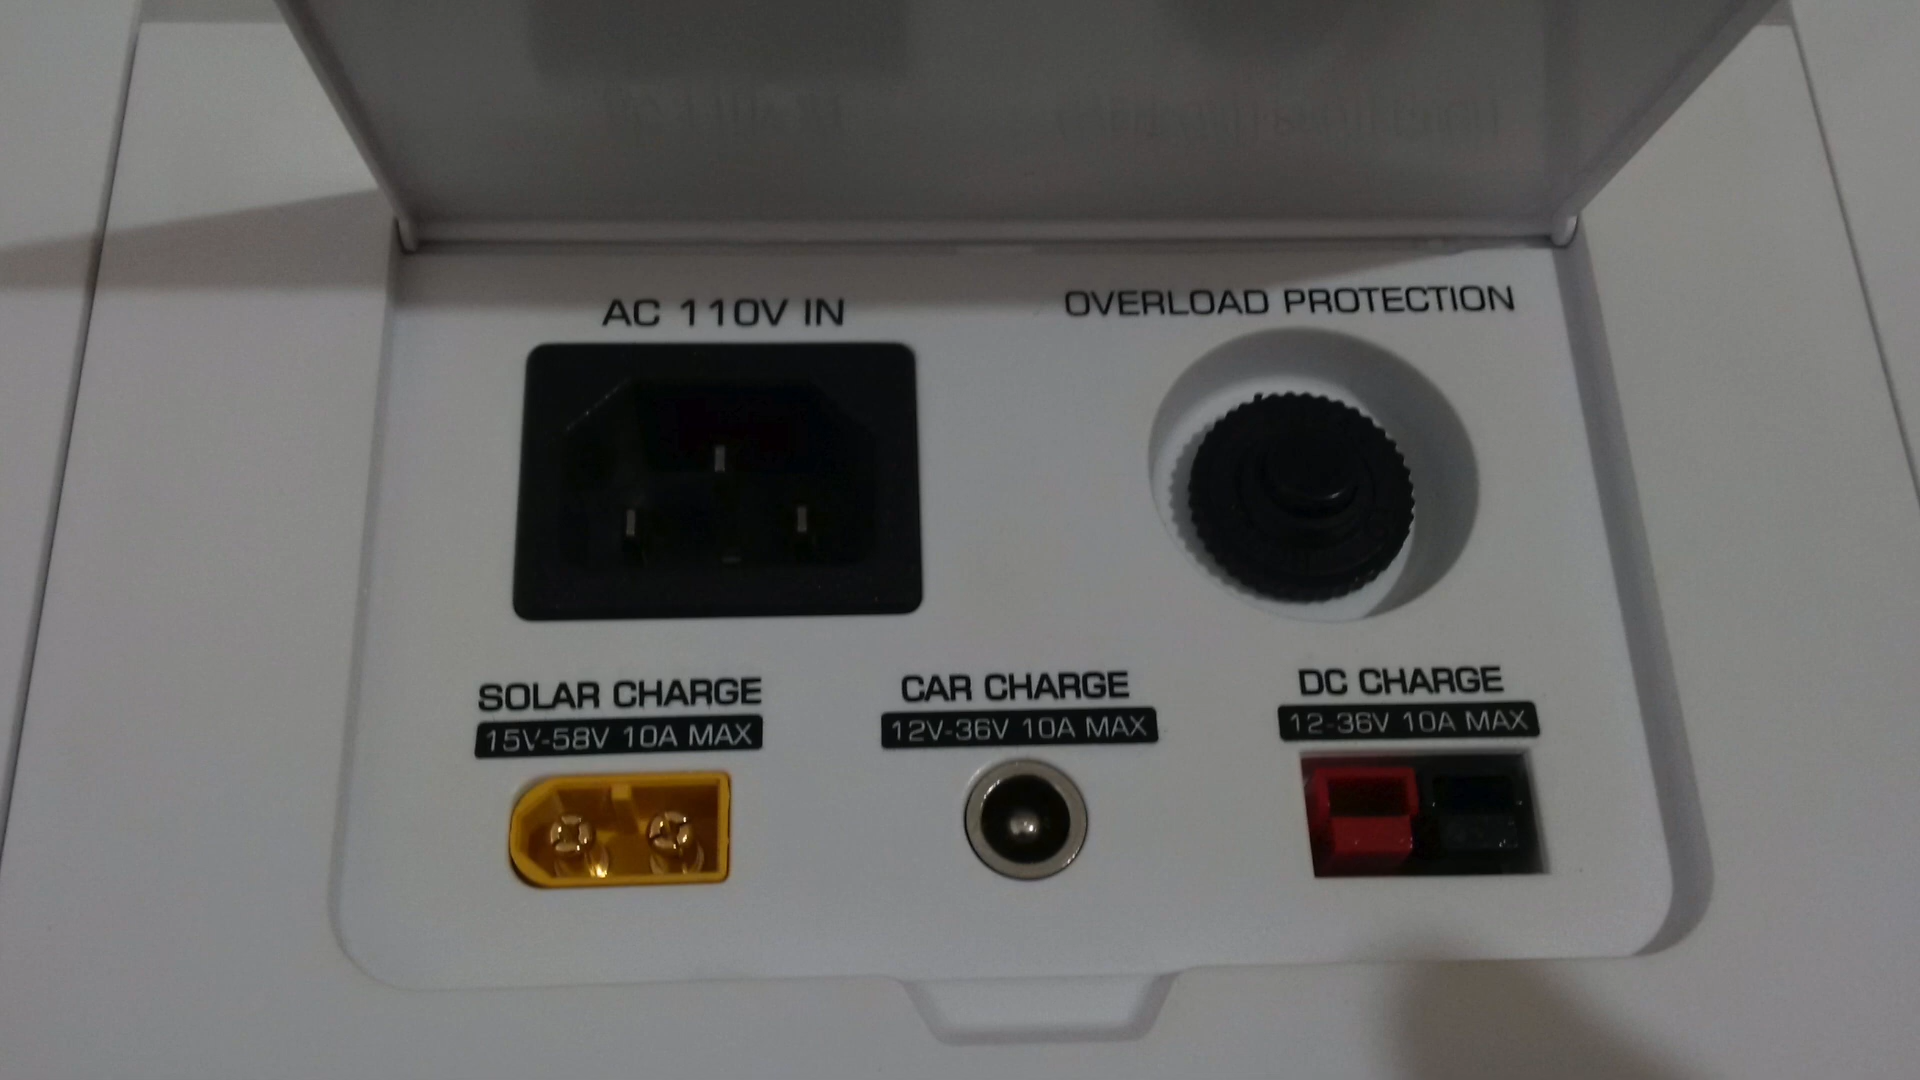 AC 110V IN
OVERLOAD PROTECTION
SOLAR CHARGE
15V-58V 10A MAX
CAR CHARGE
12V-36V 10A MAX
DC CHARGE
12-36V 10A MAX